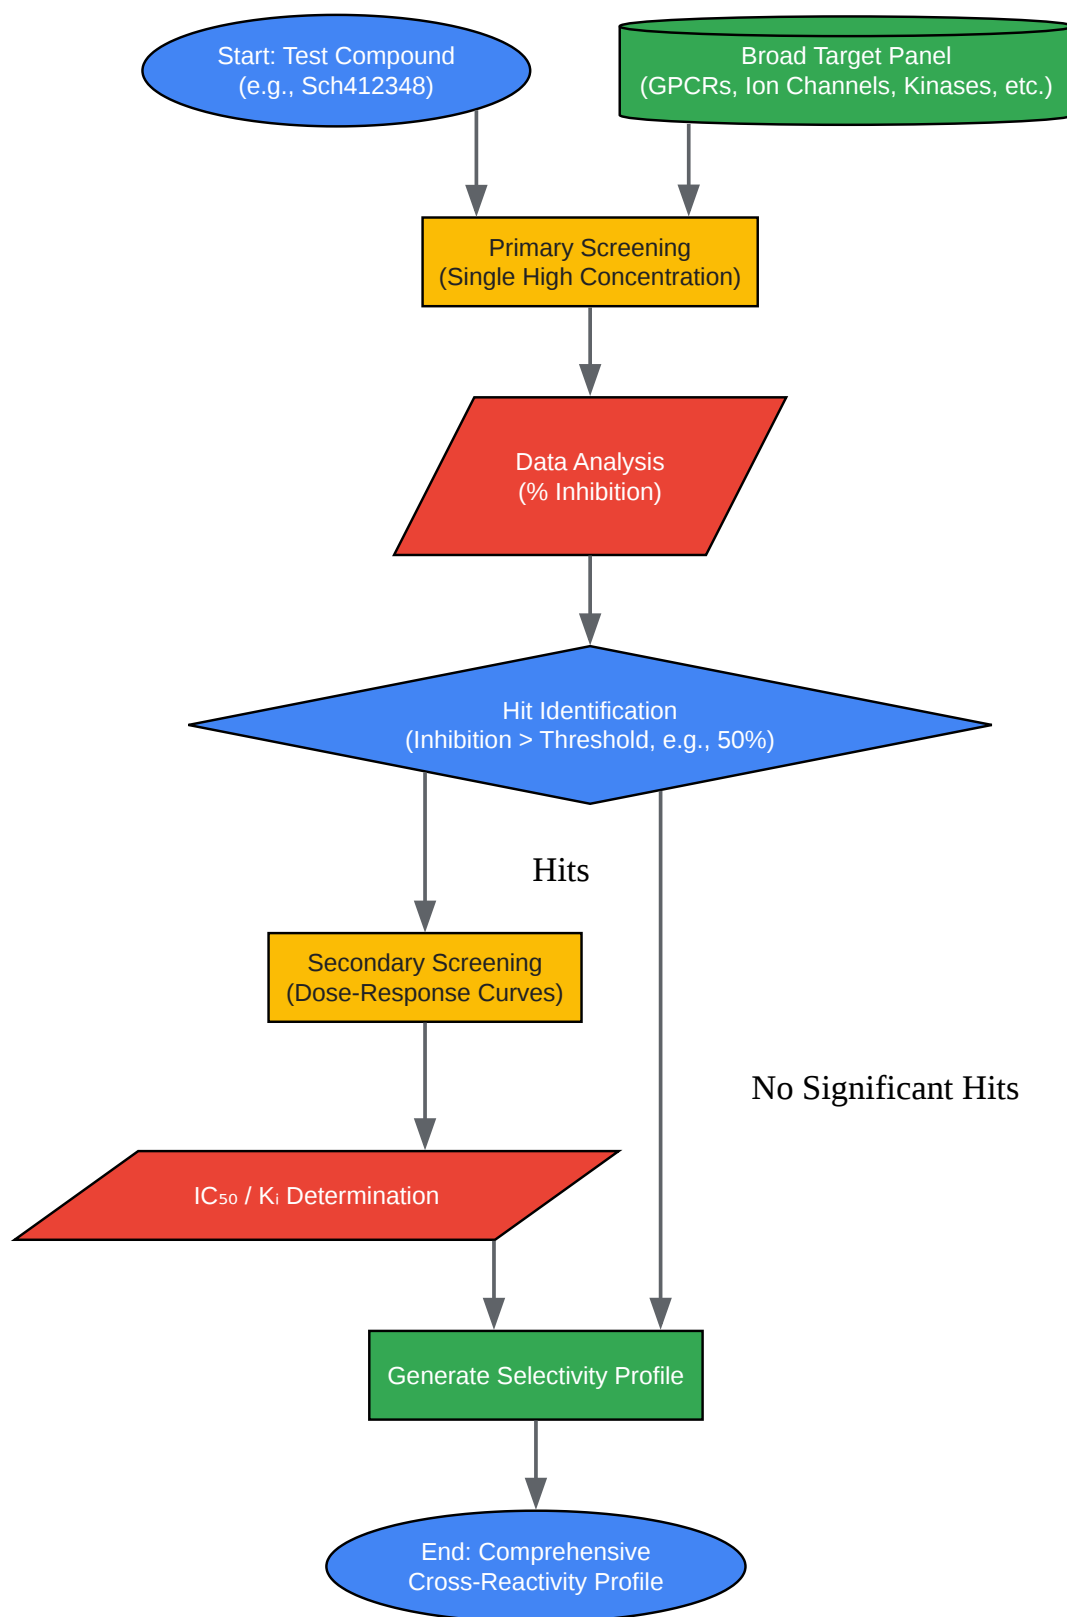 Start: Test Compound
(e.g., Sch412348)
Broad Target Panel
(GPCRs, Ion Channels, Kinases, etc.)
Primary Screening
(Single High Concentration)
Data Analysis
(% Inhibition)
Hit Identification
(Inhibition > Threshold, e.g., 50%)
Hits
Secondary Screening
(Dose-Response Curves)
No Significant Hits
IC₅₀ / Kᵢ Determination
Generate Selectivity Profile
End: Comprehensive
Cross-Reactivity Profile